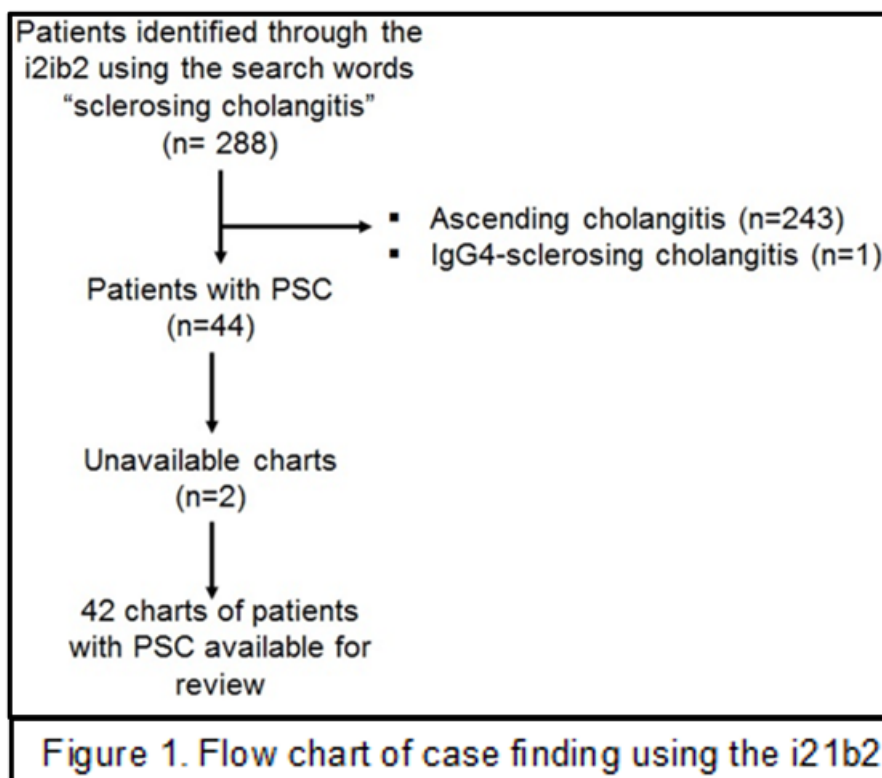 Patients identified through the
i2ib2 using the search words
“sclerosing cholangitis”
(n= 288)
▪ Ascending cholangitis (n=243)
▪ IgG4-sclerosing cholangitis (n=1)
Patients with PSC
(n=44)
Unavailable charts
(n=2)
42 charts of patients
with PSC available for
review
Figure 1. Flow chart of case finding using the i21b2